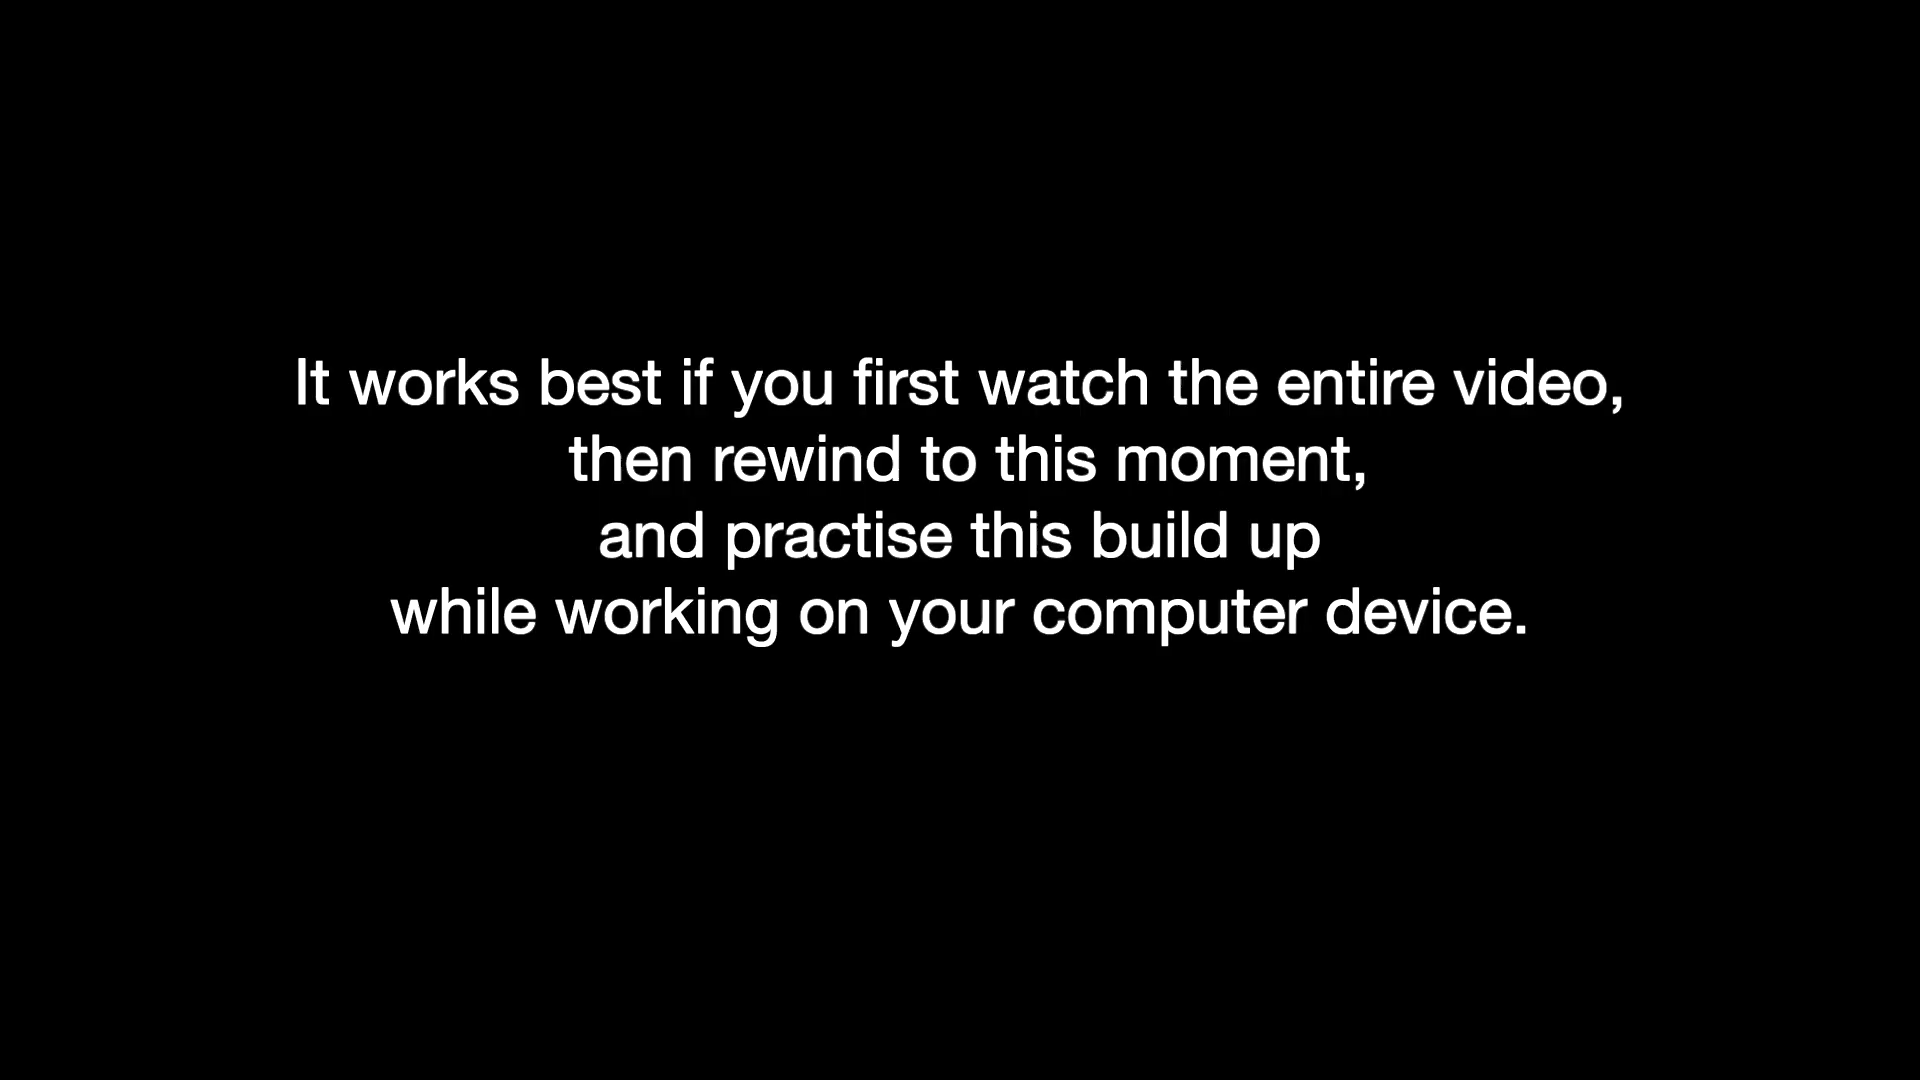 It works best if you first watch the entire video,
then rewind to this moment,
and practise this build up
while working on your computer device.